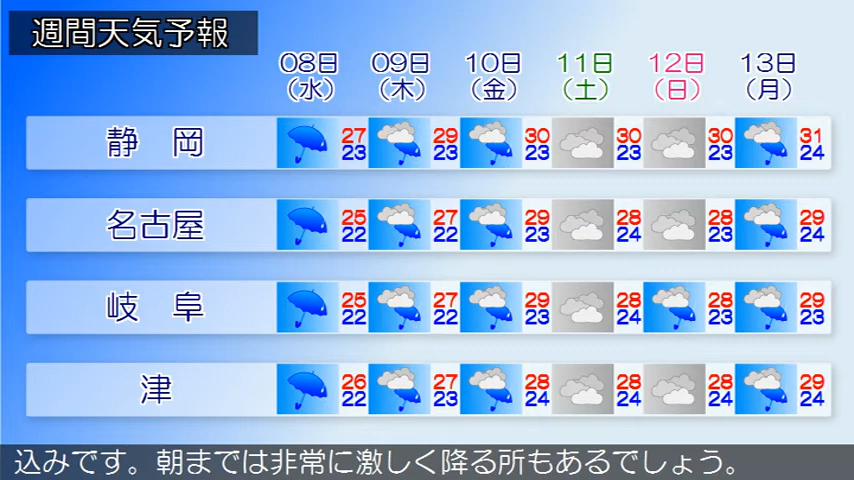 週間天気予報
08日 09日 10日 11日 12日 13日
(水) (木) (金) (土) (日) (月)
静岡 27 23 29 23 30 23 30 23 30 23 31 24
名古屋 25 22 27 22 29 23 28 24 28 23 29 24
岐阜 25 22 27 22 29 23 28 24 28 23 29 23
津 26 22 27 23 28 24 28 24 28 24 29 24
込みです。朝までは非常に激しく降る所もあるでしょう。